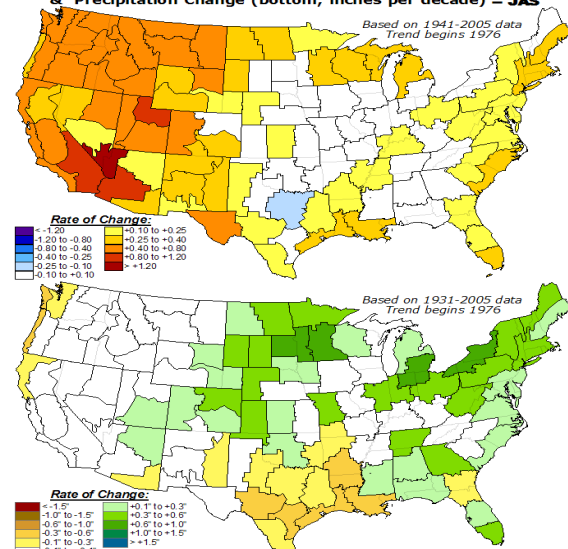 & Precipitation Change (bottom, inches per decade) – JAS
Based on 1941-2005 data
Trend begins 1976
Rate of Change:
< -1.20
-1.20 to -0.80
-0.80 to -0.40
-0.40 to -0.25
-0.25 to -0.10
-0.10 to +0.10
+0.10 to +0.25
+0.25 to +0.40
+0.40 to +0.80
+0.80 to +1.20
> +1.20
Based on 1931-2005 data
Trend begins 1976
Rate of Change:
< -1.5"
-1.0" to -1.5"
-0.6" to -1.0"
-0.3" to -0.6"
-0.1" to -0.3"
+0.1" to +0.3"
+0.3" to +0.6"
+0.6" to +1.0"
+1.0" to +1.5"
> +1.5"